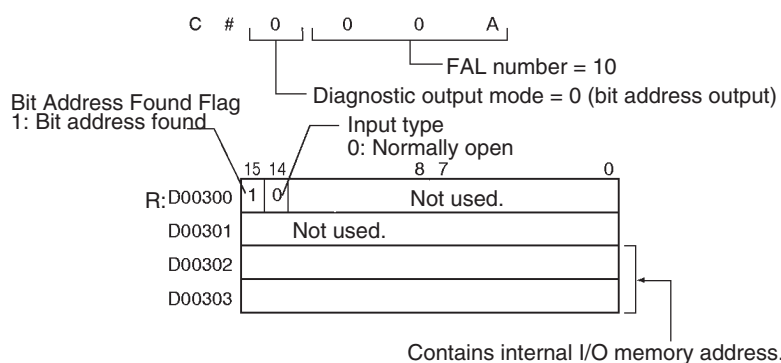 C # 0 0 0 A
FAL number = 10
Diagnostic output mode = 0 (bit address output)
Bit Address Found Flag
1: Bit address found
Input type
0: Normally open
15 14 8 7 0
R: D00300 1 0 Not used.
D00301 Not used.
D00302
D00303
Contains internal I/O memory address.